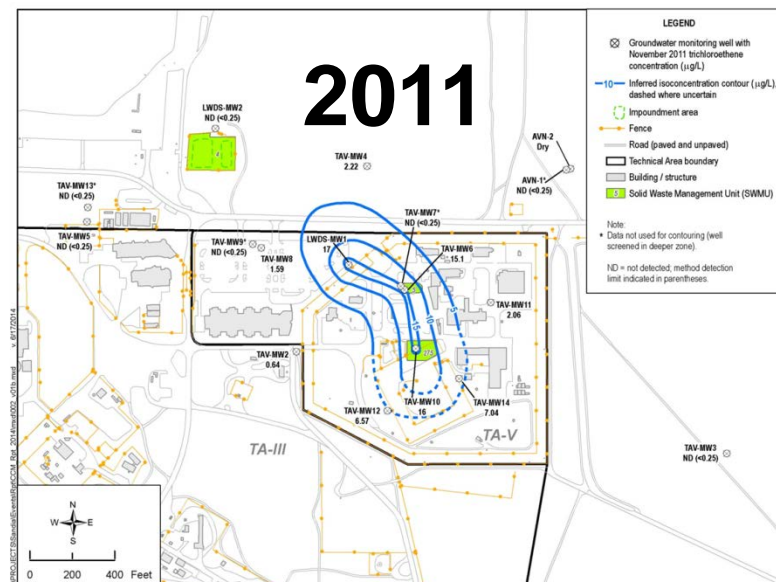 2011
LEGEND
Groundwater monitoring well with
November 2011 trichloroethene
concentration (µg/L)
10
Inferred isoconcentration contour (µg/L),
dashed where uncertain
Impoundment area
Fence
Road (paved and unpaved)
Technical Area boundary
Building / structure
Solid Waste Management Unit (SWMU)
Note:
* Data not used for contouring (well
screened in deeper zone).
ND = not detected; method detection
limit indicated in parentheses.
LWDS-MW2
ND (<0.25)
TAV-MW4
2.22
AVN-2
Dry
AVN-1*
ND (<0.25)
TAV-MW13*
ND (<0.25)
TAV-MW5
ND (<0.25)
TAV-MW9*
ND (<0.25)
TAV-MW8
1.59
LWDS-MW1
17
TAV-MW7*
ND (<0.25)
TAV-MW6
15.1
TAV-MW11
2.06
5
10
15
275
TAV-MW2
0.64
TAV-MW10
16
TAV-MW14
7.04
TAV-MW12
6.57
TA-III
TA-V
TAV-MW3
ND (<0.25)
N
W E
S
0 200 400 Feet